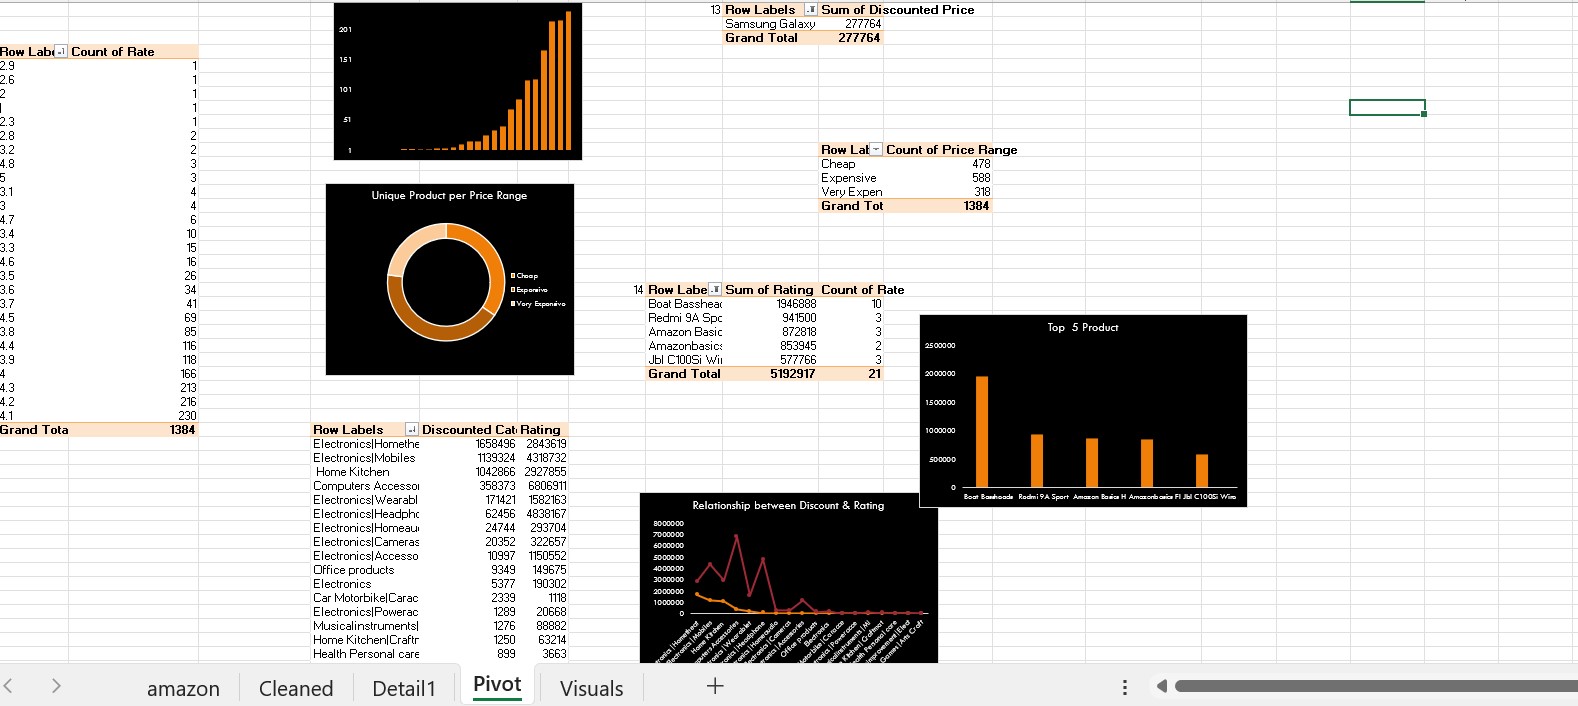 Row Labe Count of Rate
2.9 1
2.6 1
2 1
1 1
2.3 1
2.8 2
3.2 2
4.8 3
5 3
3.1 4
3 4
4.7 6
3.4 10
3.3 15
4.6 16
3.5 26
3.6 34
3.7 41
4.5 69
3.8 85
4.4 116
3.9 118
4 166
4.3 213
4.2 216
4.1 230
Grand Tota 1384
201
151
101
51
1
Unique Product per Price Range
Cheap
Expensive
Very Expensive
Row Labels Discounted Cat Rating
Electronics|Homethe 1658496 2843619
Electronics|Mobiles 1139324 4318732
Home Kitchen 1042866 2927855
Computers Accessor 358373 6806911
Electronics|Wearabl 171421 1582163
Electronics|Headpho 62456 4838167
Electronics|Homeau 24744 293704
Electronics|Cameras 20352 322657
Electronics|Accesso 10997 1150552
Office products 9349 149675
Electronics 5377 190302
Car Motorbike|Carac 2339 1118
Electronics|Powerac 1289 20668
Musicalinstruments| 1276 88882
Home Kitchen|Craftm 1250 63214
Health Personal care 899 3663
13 Row Labels Sum of Discounted Price
Samsung Galaxy 277764
Grand Total 277764
Row Lab Count of Price Range
Cheap 478
Expensive 588
Very Expen 318
Grand Tot 1384
14 Row Labe Sum of Rating Count of Rate
Boat Basshead 1946888 10
Redmi 9A Spo 941500 3
Amazon Basic 872818 3
Amazonbasics 853945 2
Jbl C100Si Wir 577766 3
Grand Total 5192917 21
Top 5 Product
2500000
2000000
1500000
1000000
500000
0
Boat Bassheads Redmi 9A Sport Amazon Basics H Amazonbasics Fl Jbl C100Si Wire
Relationship between Discount & Rating
8000000
7000000
6000000
5000000
4000000
3000000
2000000
1000000
0
Home Kitchen
Office products
Electronics
amazon Cleaned Detail1 Pivot Visuals